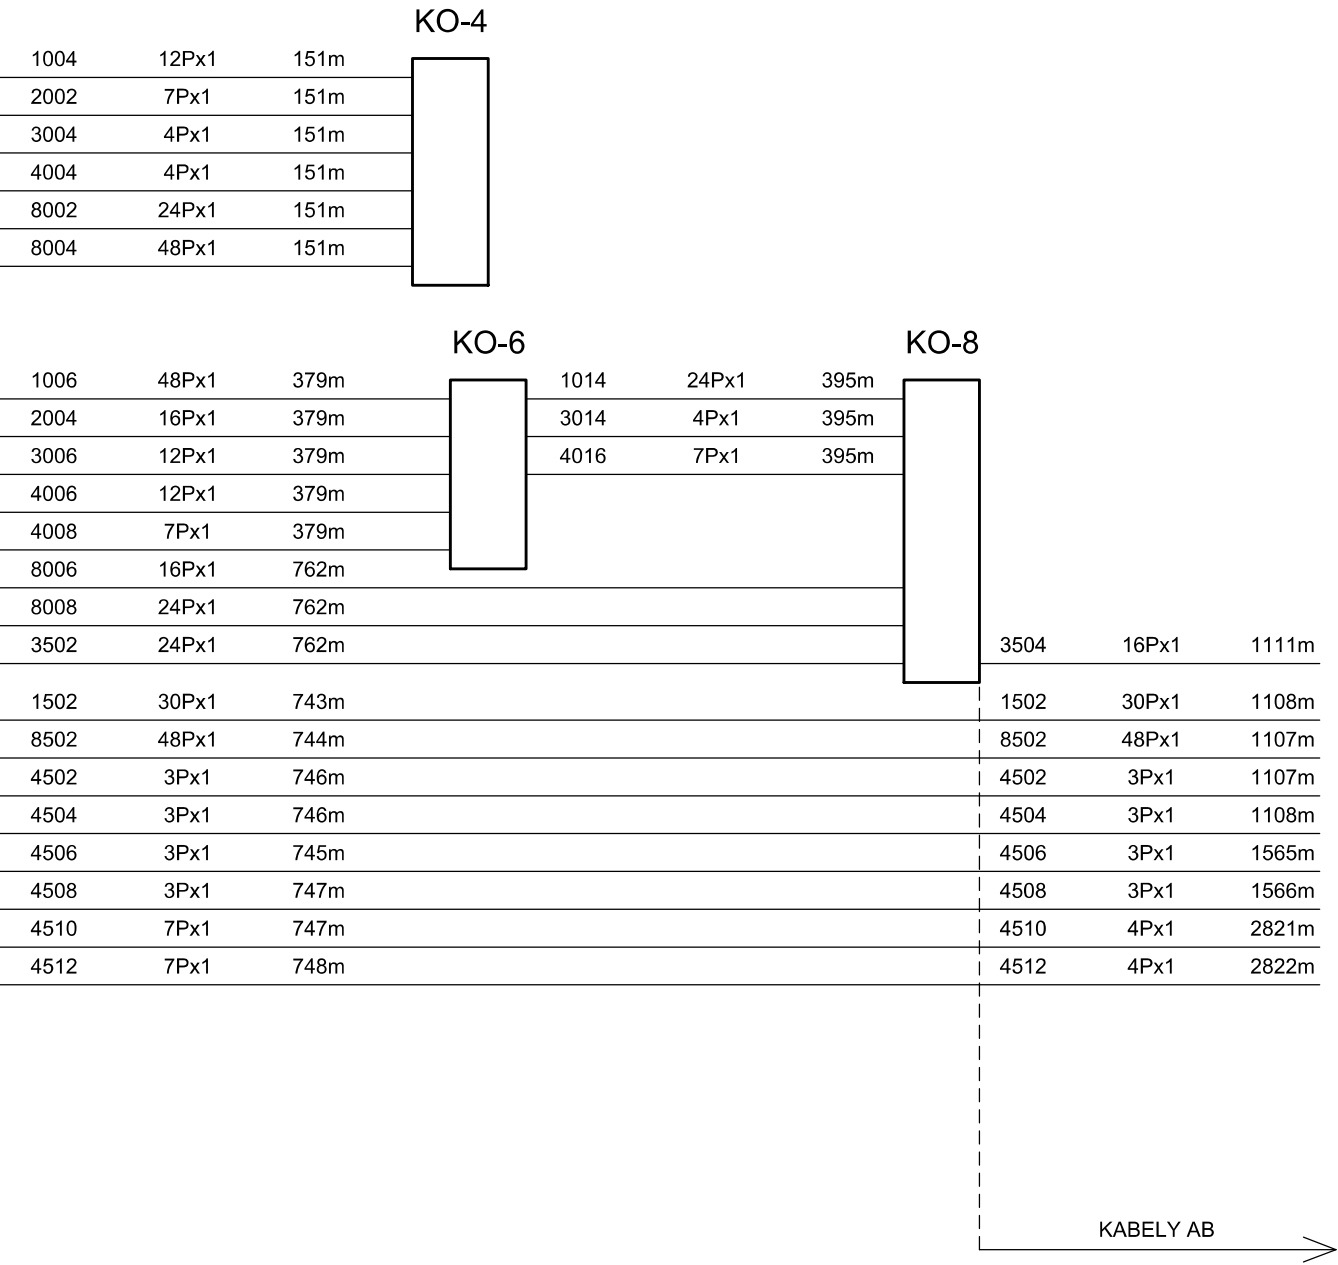 KO-4
1004 12Px1 151m
2002 7Px1 151m
3004 4Px1 151m
4004 4Px1 151m
8002 24Px1 151m
8004 48Px1 151m
KO-6 KO-8
1006 48Px1 379m 1014 24Px1 395m
2004 16Px1 379m 3014 4Px1 395m
3006 12Px1 379m 4016 7Px1 395m
4006 12Px1 379m
4008 7Px1 379m
8006 16Px1 762m
8008 24Px1 762m
3502 24Px1 762m 3504 16Px1 1111m
1502 30Px1 743m 1502 30Px1 1108m
8502 48Px1 744m 8502 48Px1 1107m
4502 3Px1 746m 4502 3Px1 1107m
4504 3Px1 746m 4504 3Px1 1108m
4506 3Px1 745m 4506 3Px1 1565m
4508 3Px1 747m 4508 3Px1 1566m
4510 7Px1 747m 4510 4Px1 2821m
4512 7Px1 748m 4512 4Px1 2822m
KABELY AB